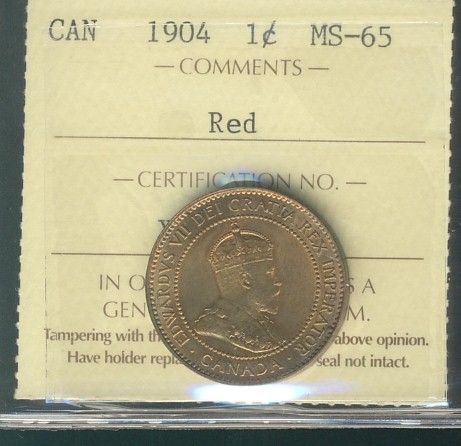 CAN 1904 1¢ MS-65
— COMMENTS —
Red
— CERTIFICATION NO. —
EDWARDVS VII DEI GRATIA REX IMPERATOR
CANADA
IN O S A
GEN M.
Tampering with th above opinion.
Have holder repla seal not intact.